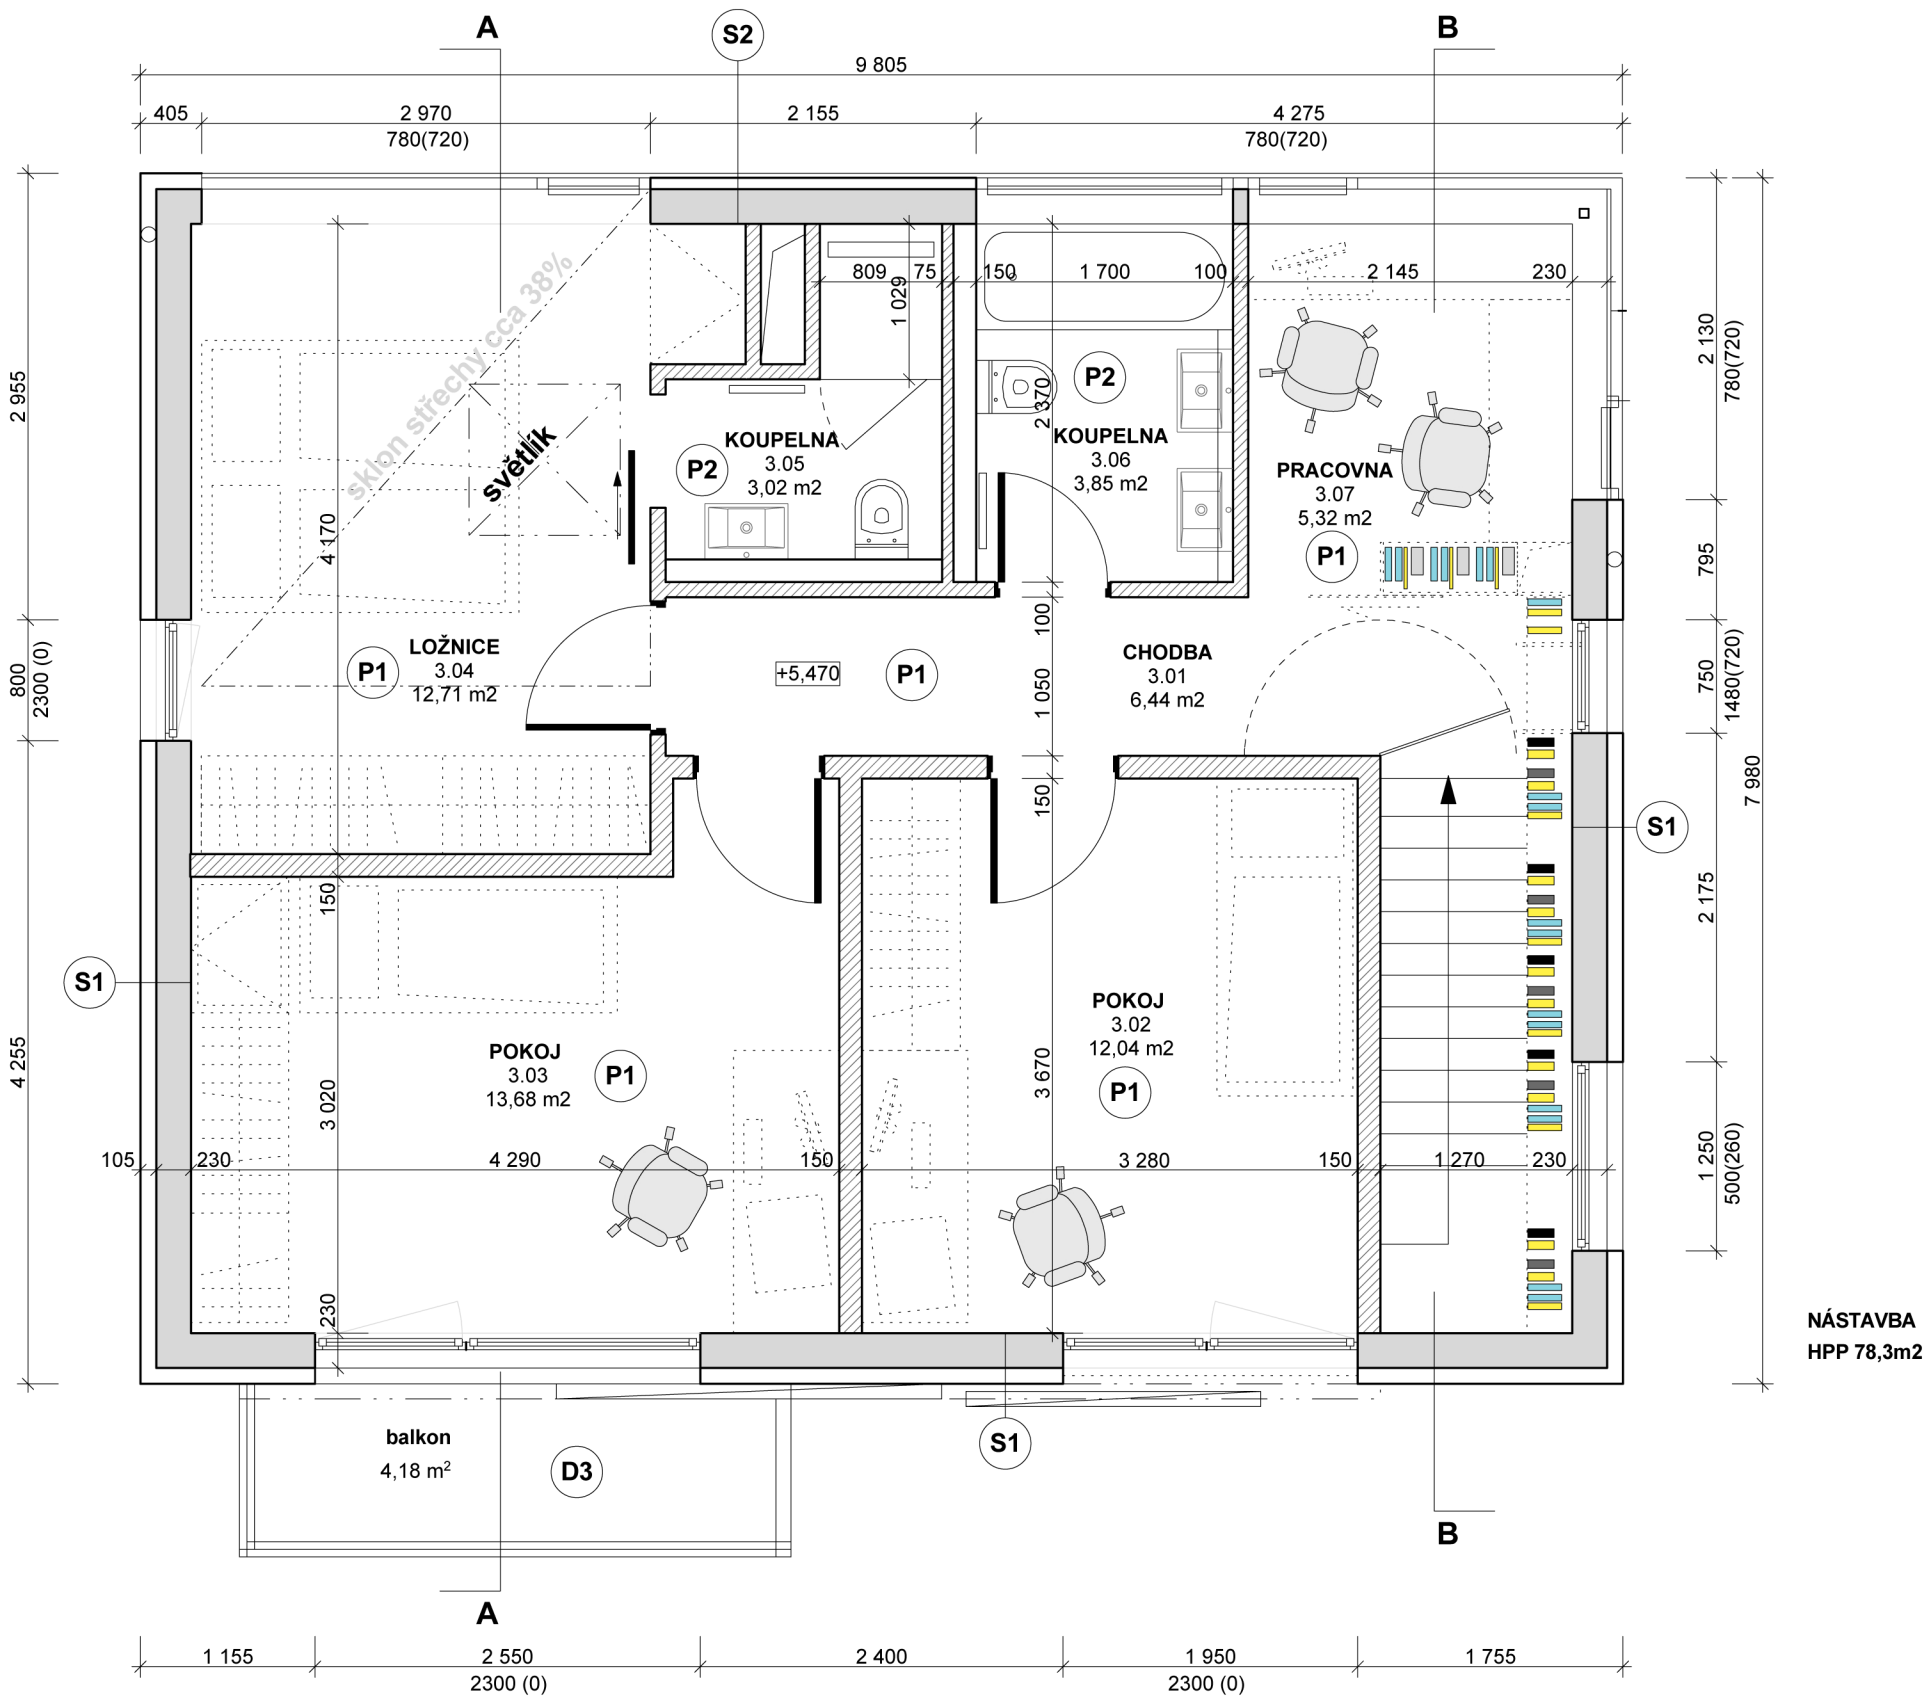 A
S2
B
9 805
405
2 970
2 155
4 275
780(720)
780(720)
809
75
150
1 700
100
2 145
230
1 029
2 955
sklon střechy cca 38%
světlík
4 170
P2
2 370
KOUPELNA
3.05
3,02 m2
P2
KOUPELNA
3.06
3,85 m2
PRACOVNA
3.07
5,32 m2
P1
2 130
780(720)
795
800
2300 (0)
LOŽNICE
3.04
12,71 m2
P1
+5,470
P1
100
1 050
CHODBA
3.01
6,44 m2
750
1480(720)
7 980
150
150
S1
2 175
S1
4 255
POKOJ
3.03
13,68 m2
P1
3 020
3 670
POKOJ
3.02
12,04 m2
P1
105
230
4 290
150
3 280
150
1 270
230
1 250
500(260)
230
NÁSTAVBA
HPP 78,3m2
balkon
4,18 m²
D3
S1
B
A
1 155
2 550
2 400
1 950
1 755
2300 (0)
2300 (0)